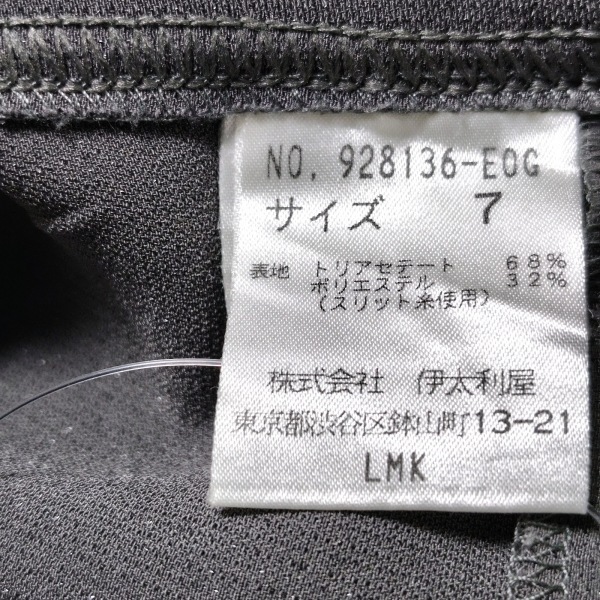 NO. 928136-E0G
サイズ 7
表地 トリアセテート 68%
ポリエステル 32%
(スリット糸使用)
株式会社 伊太利屋
東京都渋谷区鉢山町13-21
LMK